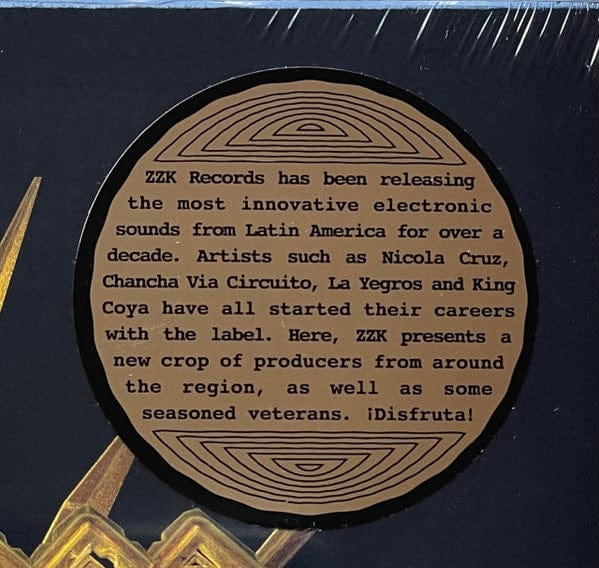 ZZK Records has been releasing
the most innovative electronic
sounds from Latin America for over a
decade. Artists such as Nicola Cruz,
Chancha Via Circuito, La Yegros and King
Coya have all started their careers
with the label. Here, ZZK presents a
new crop of producers from around
the region, as well as some
seasoned veterans. ¡Disfruta!